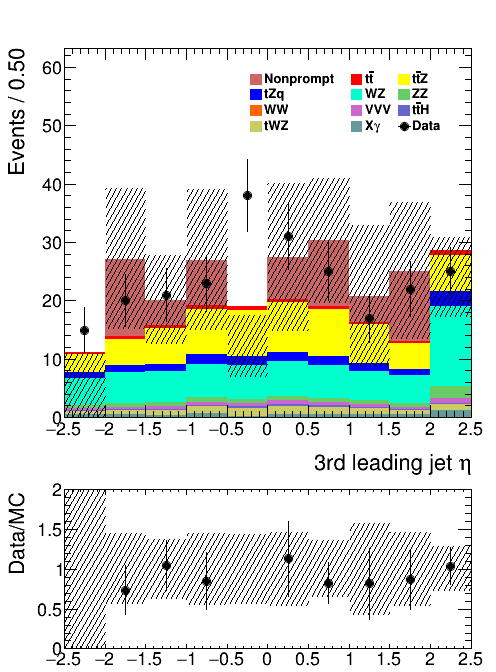 Events / 0.50
60
50
40
30
20
10
0
Nonprompt tt̄ tt̄Z
tZq WZ ZZ
WW VVV tt̄H
tWZ Xγ Data
−2.5 −2 −1.5 −1 −0.5 0 0.5 1 1.5 2 2.5
3rd leading jet η
Data/MC
2
1.5
1
0.5
0
−2.5 −2 −1.5 −1 −0.5 0 0.5 1 1.5 2 2.5